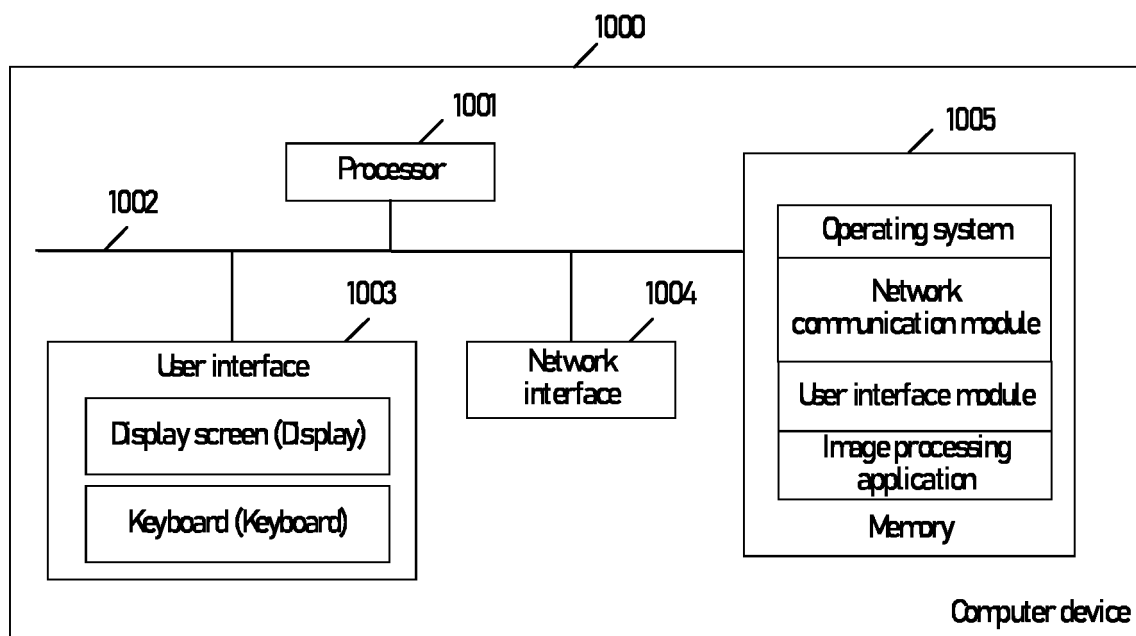 1000
1001
Processor
1005
1002
Operating system
Network
communication module
1003
1004
User interface
Network
interface
User interface module
Display screen (Display)
Image processing
application
Keyboard (Keyboard)
Memory
Computer device